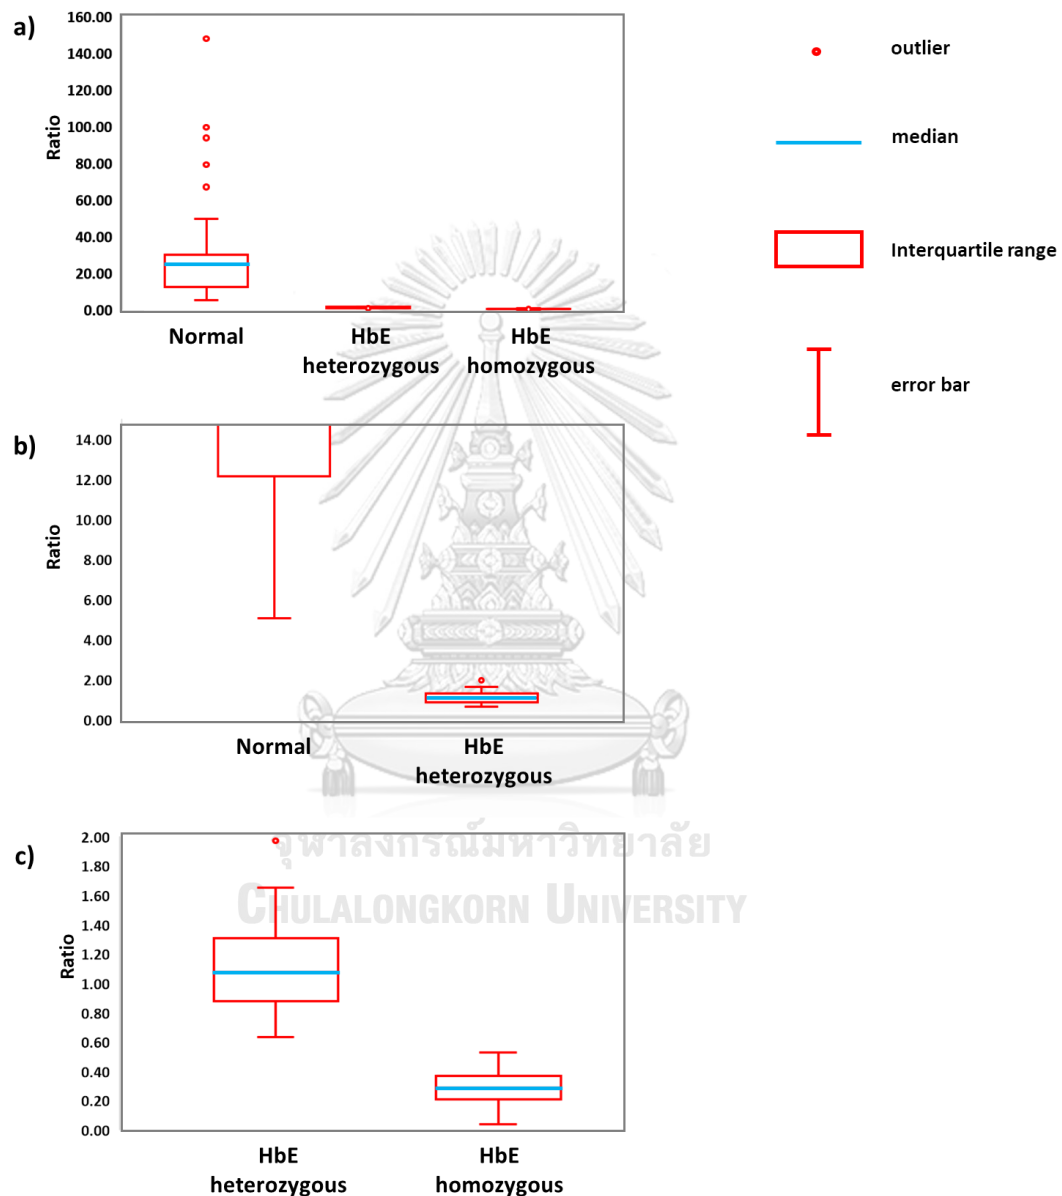 a)
160.00
140.00
120.00
100.00
80.00
60.00
40.00
20.00
0.00
Ratio
Normal
HbE
heterozygous
HbE
homozygous
outlier
median
Interquartile range
error bar
b)
14.00
12.00
10.00
8.00
6.00
4.00
2.00
0.00
Ratio
Normal
HbE
heterozygous
c)
2.00
1.80
1.60
1.40
1.20
1.00
0.80
0.60
0.40
0.20
0.00
Ratio
HbE
heterozygous
HbE
homozygous
จุฬาลงกรณ์มหาวิทยาลัย
CHULALONGKORN UNIVERSITY